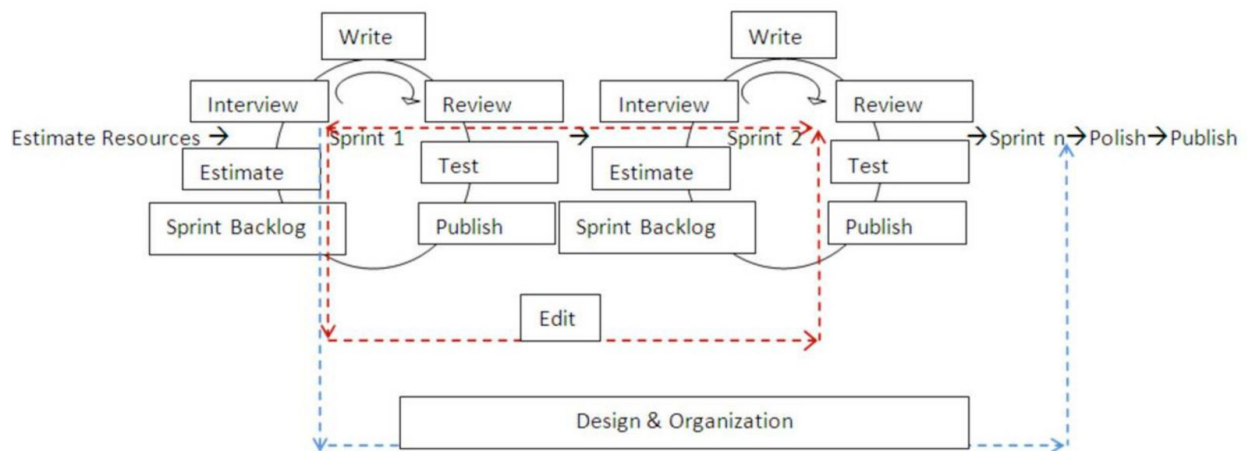 Write
Write
Interview
Review
Interview
Review
Estimate Resources → Sprint 1 → Sprint 2 → Sprint n → Polish → Publish
Estimate
Test
Estimate
Test
Sprint Backlog
Publish
Sprint Backlog
Publish
Edit
Design & Organization